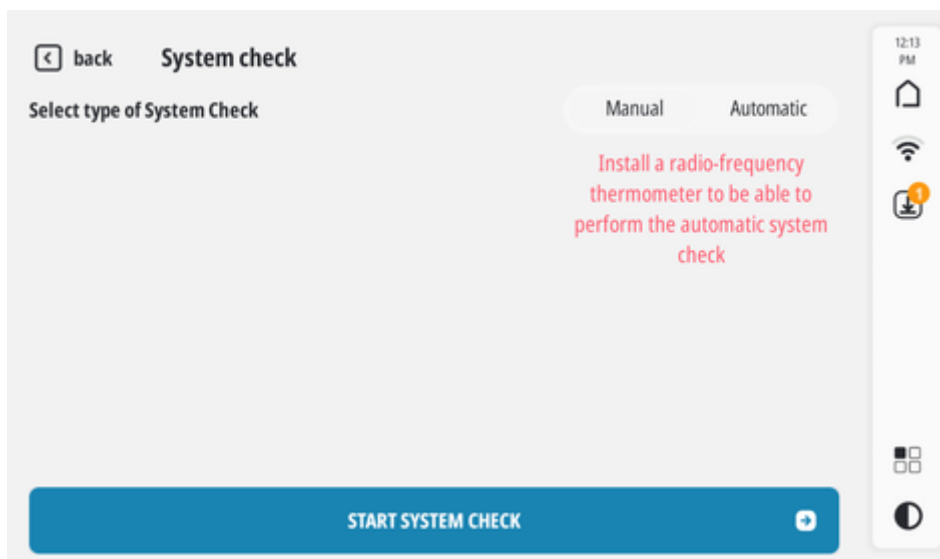 back
System check
12:13
PM
Select type of System Check
Manual
Automatic
Install a radio-frequency
thermometer to be able to
perform the automatic system
check
1
START SYSTEM CHECK